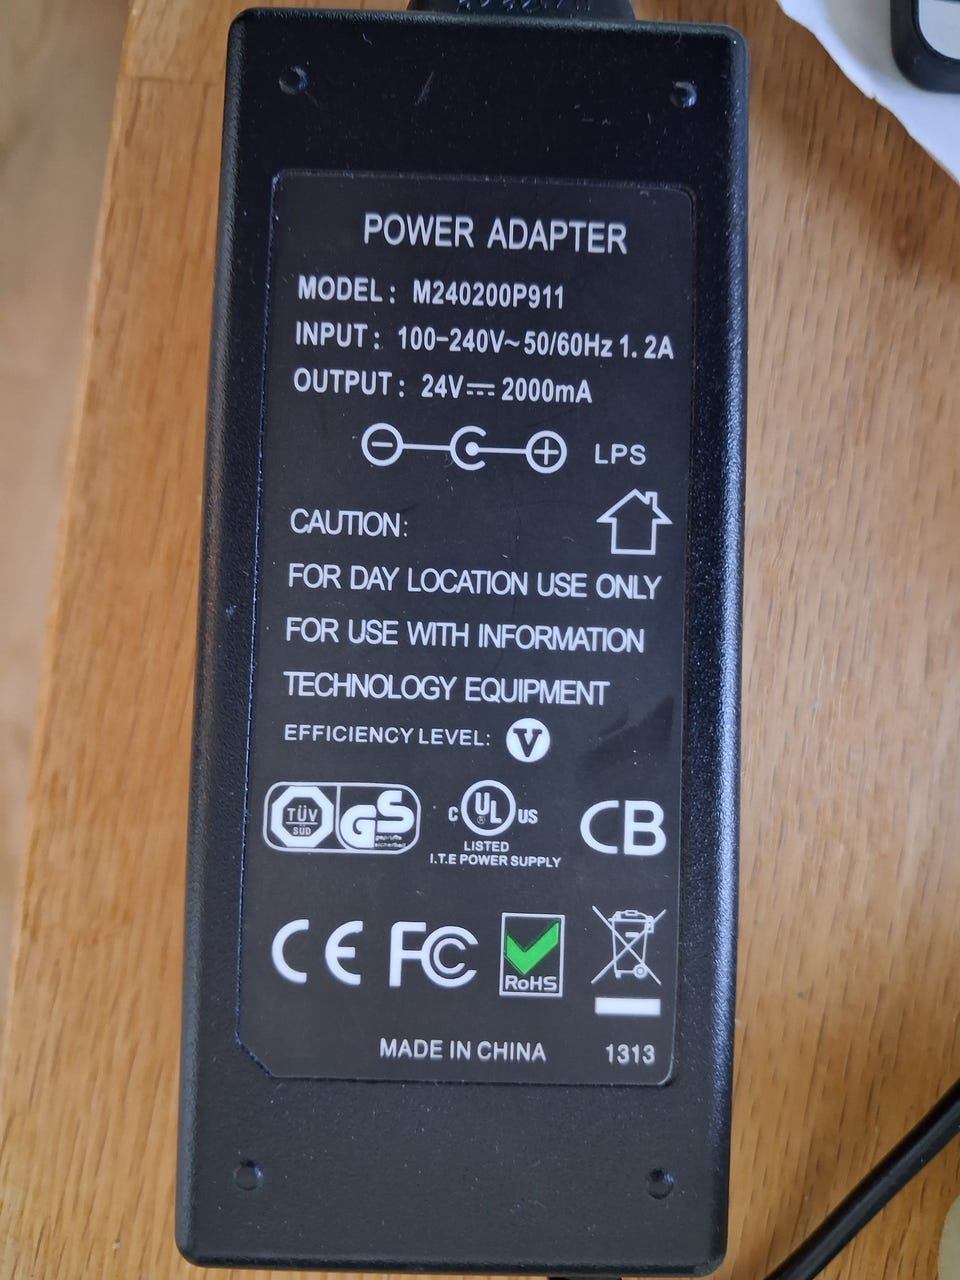 POWER ADAPTER
MODEL: M240200P911
INPUT: 100-240V~50/60Hz 1.2A
OUTPUT: 24V⎓2000mA
LPS
CAUTION:
FOR DAY LOCATION USE ONLY
FOR USE WITH INFORMATION
TECHNOLOGY EQUIPMENT
EFFICIENCY LEVEL: V
TÜV SÜD GS geprüfte Sicherheit
C UL ® US
LISTED
I.T.E POWER SUPPLY
CB
CE FC RoHS
MADE IN CHINA 1313